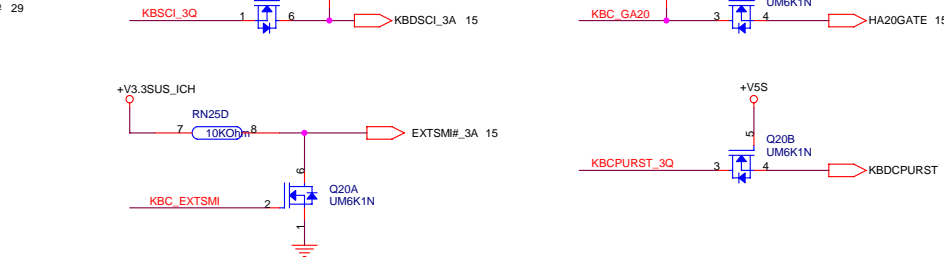 29
KBSCI_3Q 1 6 KBDSCI_3A 15
UM6K1N
KBC_GA20 3 4 HA20GATE 15
+V3.3SUS_ICH
RN25D
7 10KOhm 8 EXTSMI#_3A 15
6
Q20A
UM6K1N
KBC_EXTSMI 2
1
+V5S
5
Q20B
UM6K1N
KBCPURST_3Q 3 4 KBDCPURST